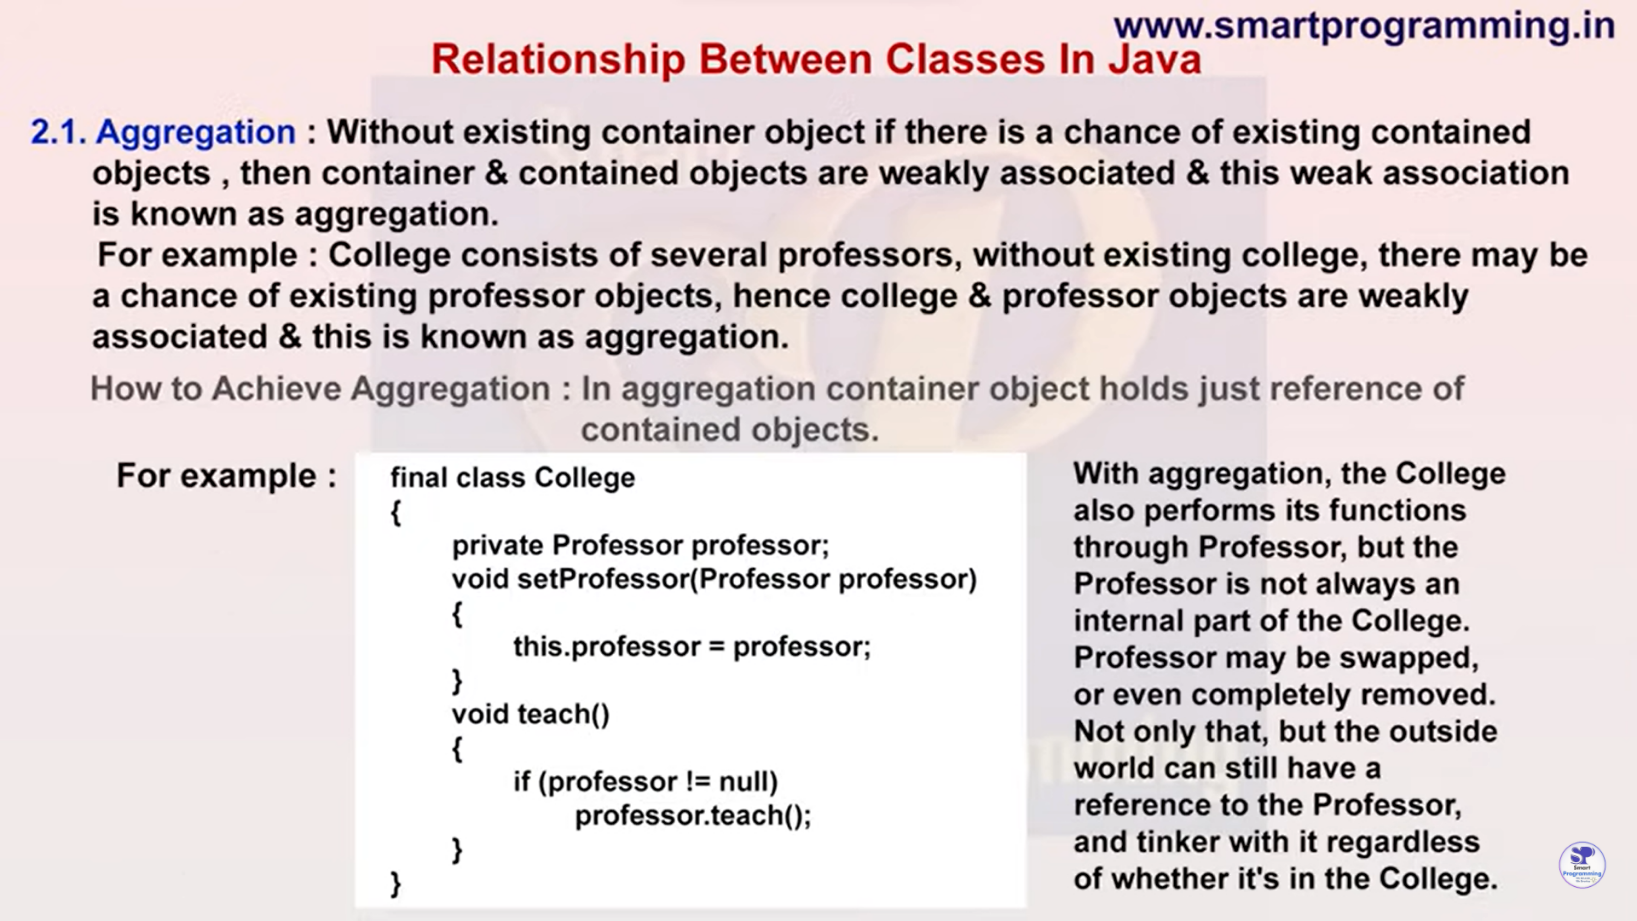 www.smartprogramming.in
Relationship Between Classes In Java
2.1. Aggregation : Without existing container object if there is a chance of existing contained
objects , then container & contained objects are weakly associated & this weak association
is known as aggregation.
For example : College consists of several professors, without existing college, there may be
a chance of existing professor objects, hence college & professor objects are weakly
associated & this is known as aggregation.
How to Achieve Aggregation : In aggregation container object holds just reference of
contained objects.
For example :
final class College
{
private Professor professor;
void setProfessor(Professor professor)
{
this.professor = professor;
}
void teach()
{
if (professor != null)
professor.teach();
}
}
With aggregation, the College
also performs its functions
through Professor, but the
Professor is not always an
internal part of the College.
Professor may be swapped,
or even completely removed.
Not only that, but the outside
world can still have a
reference to the Professor,
and tinker with it regardless
of whether it's in the College.
SP
Smart
Programming